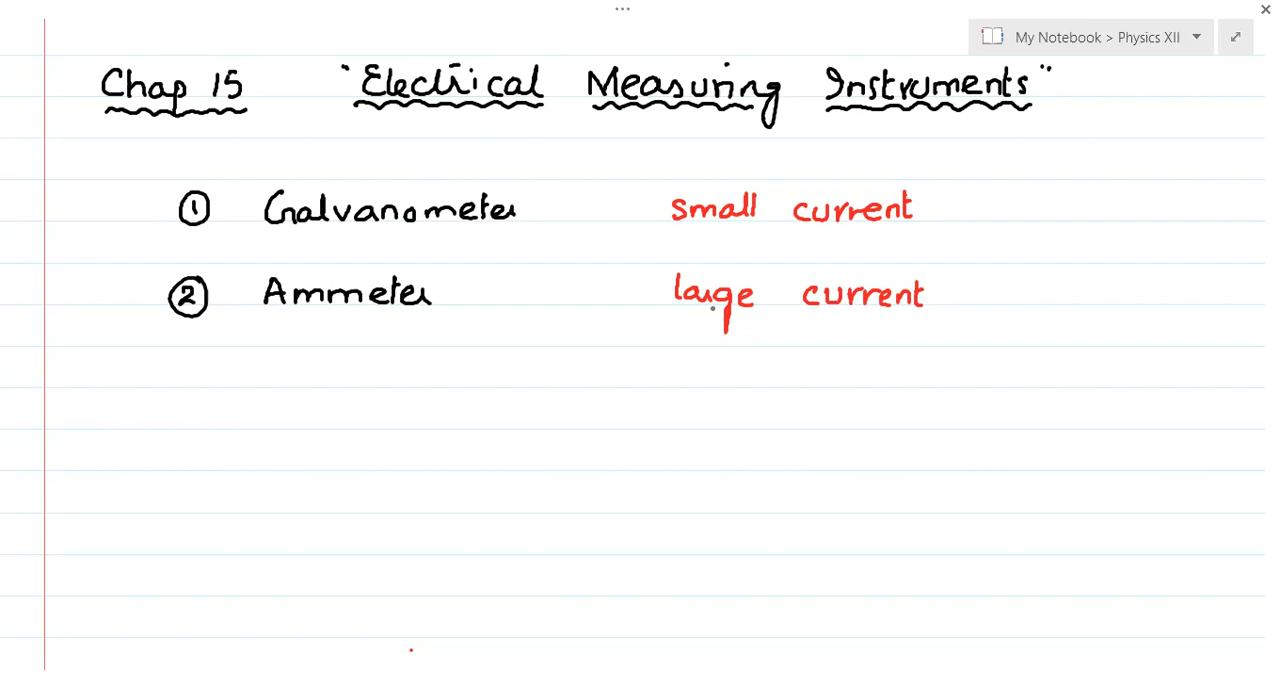 My Notebook > Physics XII
Chap 15 "Electrical Measuring Instruments"
① Galvanometer small current
② Ammeter large current